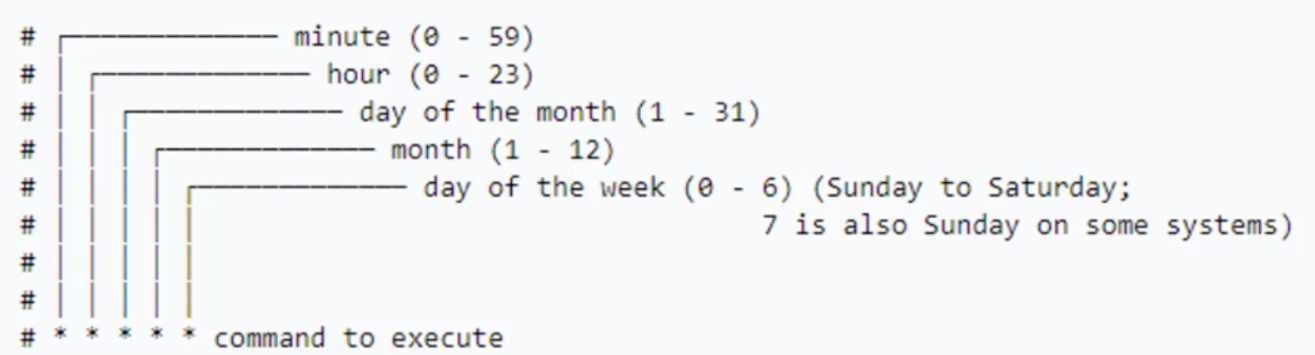 # ┌───────────── minute (0 - 59)
# │ ┌───────────── hour (0 - 23)
# │ │ ┌───────────── day of the month (1 - 31)
# │ │ │ ┌───────────── month (1 - 12)
# │ │ │ │ ┌───────────── day of the week (0 - 6) (Sunday to Saturday;
# │ │ │ │ │                                   7 is also Sunday on some systems)
# │ │ │ │ │
# │ │ │ │ │
# * * * * * command to execute